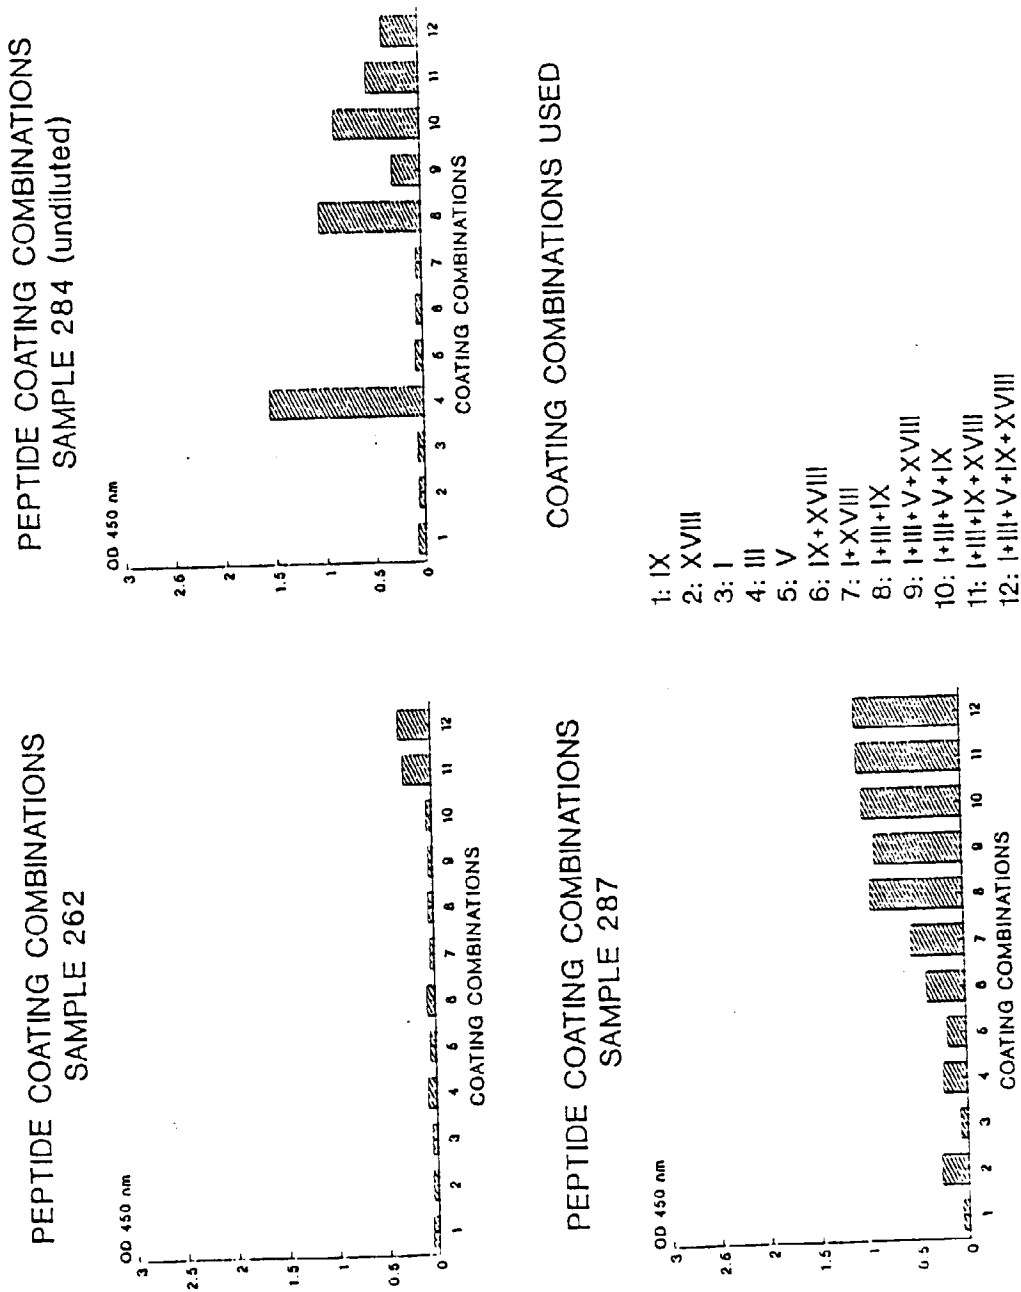 PEPTIDE COATING COMBINATIONS
SAMPLE 262
OD 450 nm
3
2.5
2
1.5
1
0.5
0
1 2 3 4 5 6 7 8 9 10 11 12
COATING COMBINATIONS
PEPTIDE COATING COMBINATIONS
SAMPLE 284 (undiluted)
OD 450 nm
3
2.5
2
1.5
1
0.5
0
1 2 3 4 5 6 7 8 9 10 11 12
COATING COMBINATIONS
PEPTIDE COATING COMBINATIONS
SAMPLE 287
OD 450 nm
3
2.5
2
1.5
1
0.5
0
1 2 3 4 5 6 7 8 9 10 11 12
COATING COMBINATIONS
COATING COMBINATIONS USED
1: IX
2: XVIII
3: I
4: III
5: V
6: IX+XVIII
7: I+XVIII
8: I+III+IX
9: I+III+V+XVIII
10: I+III+V+IX
11: I+III+IX+XVIII
12: I+III+V+IX+XVIII